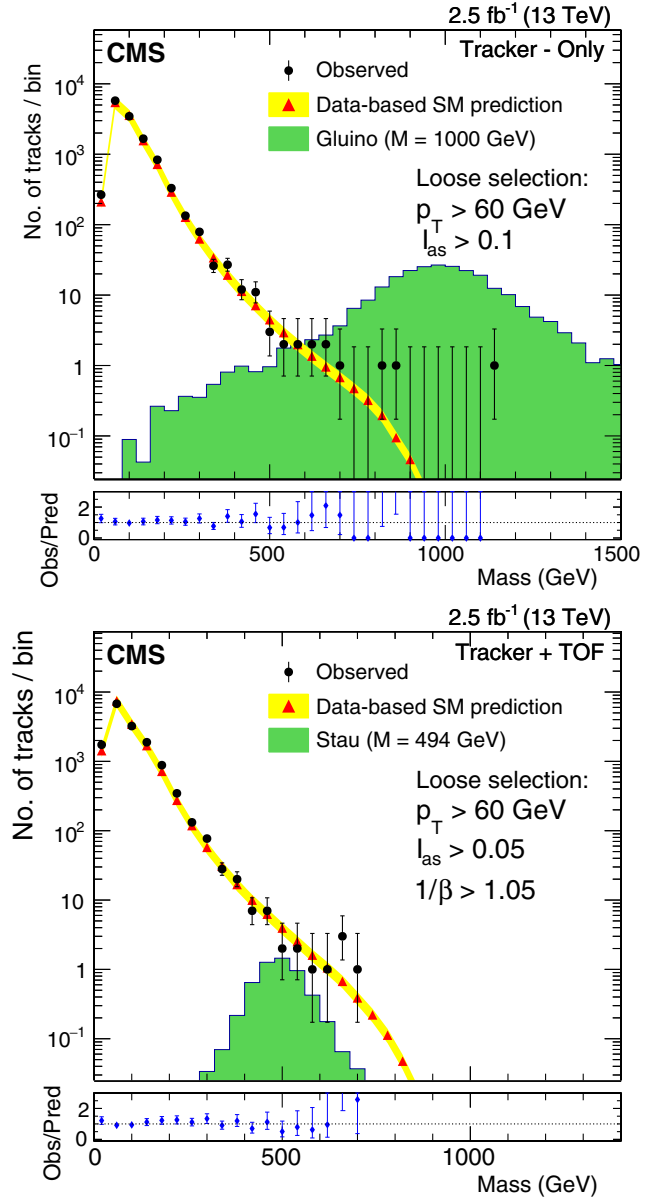 2.5 fb⁻¹ (13 TeV)
CMS
Tracker - Only
Observed
Data-based SM prediction
Gluino (M = 1000 GeV)
Loose selection:
p_T > 60 GeV
I_as > 0.1
No. of tracks / bin
10⁴
10³
10²
10
1
10⁻¹
Obs/Pred
2
0
0 500 1000 1500
Mass (GeV)
2.5 fb⁻¹ (13 TeV)
CMS
Tracker + TOF
Observed
Data-based SM prediction
Stau (M = 494 GeV)
Loose selection:
p_T > 60 GeV
I_as > 0.05
1/β > 1.05
No. of tracks / bin
10⁴
10³
10²
10
1
10⁻¹
Obs/Pred
2
0
0 500 1000
Mass (GeV)